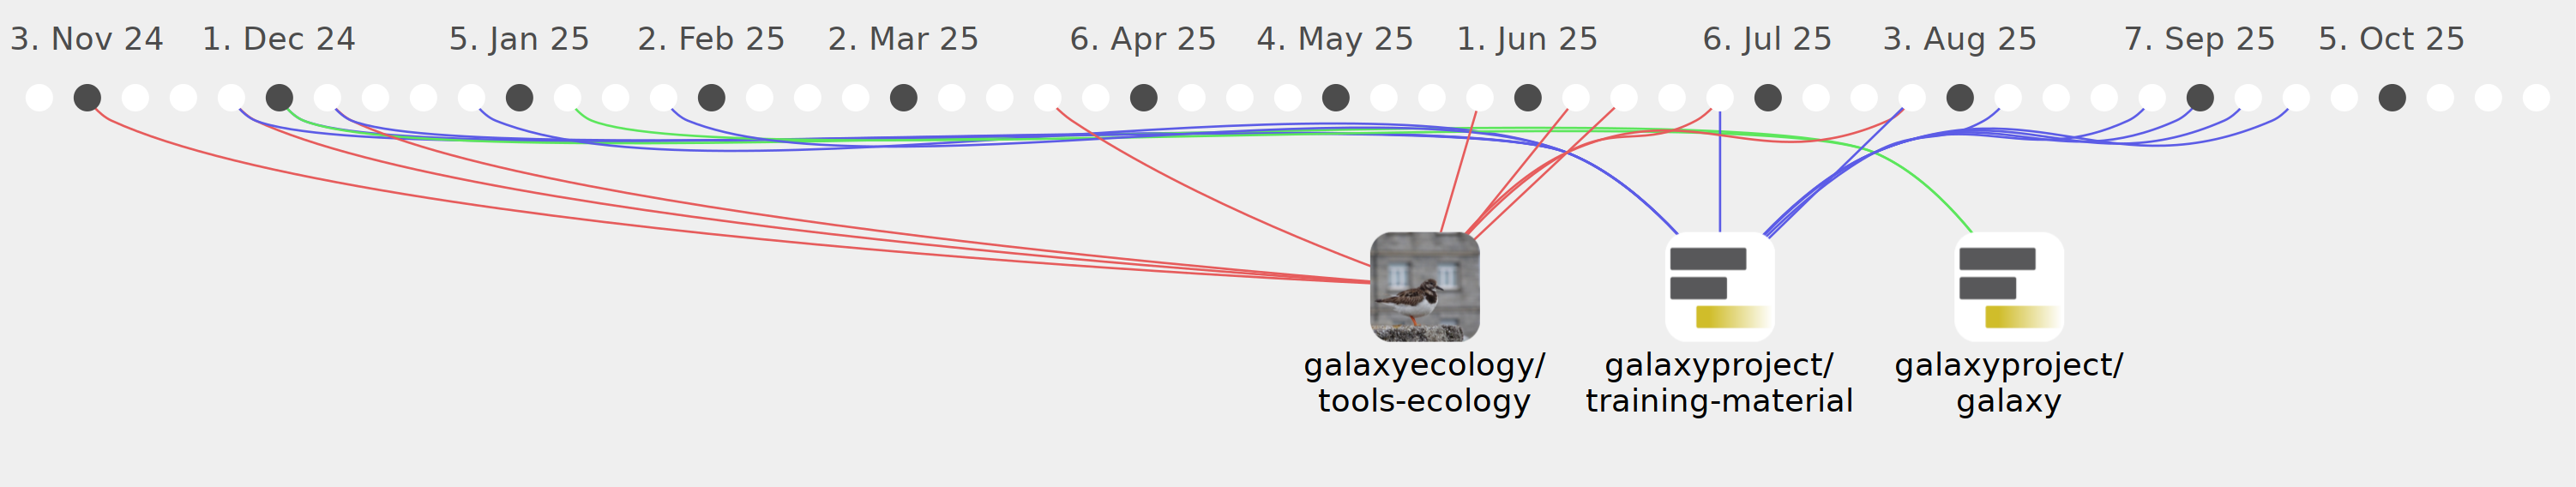 3. Nov 24 1. Dec 24 5. Jan 25 2. Feb 25 2. Mar 25 6. Apr 25 4. May 25 1. Jun 25 6. Jul 25 3. Aug 25 7. Sep 25 5. Oct 25
galaxyecology/
tools-ecology
galaxyproject/
training-material
galaxyproject/
galaxy